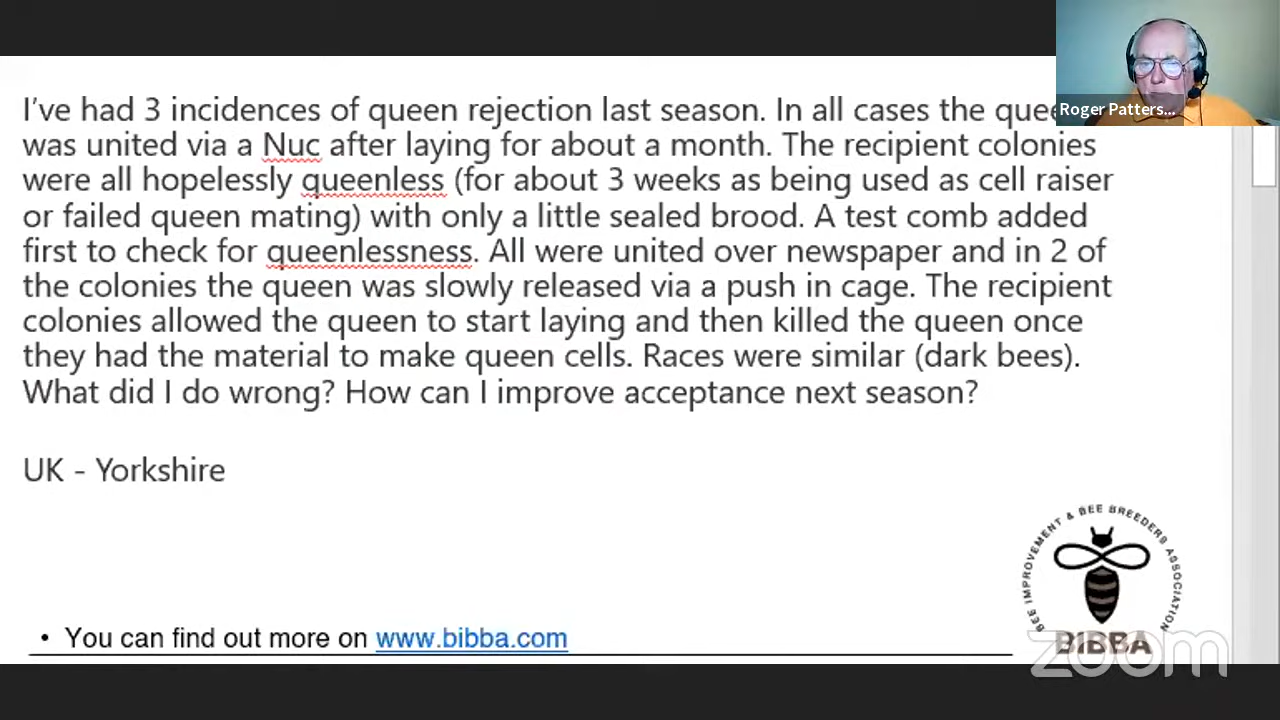 I've had 3 incidences of queen rejection last season. In all cases the quee
Roger Patters...
was united via a Nuc after laying for about a month. The recipient colonies
were all hopelessly queenless (for about 3 weeks as being used as cell raiser
or failed queen mating) with only a little sealed brood. A test comb added
first to check for queenlessness. All were united over newspaper and in 2 of
the colonies the queen was slowly released via a push in cage. The recipient
colonies allowed the queen to start laying and then killed the queen once
they had the material to make queen cells. Races were similar (dark bees).
What did I do wrong? How can I improve acceptance next season?
UK - Yorkshire
BEE IMPROVEMENT & BEE BREEDERS ASSOCIATION
BIBBA
• You can find out more on www.bibba.com
zoom